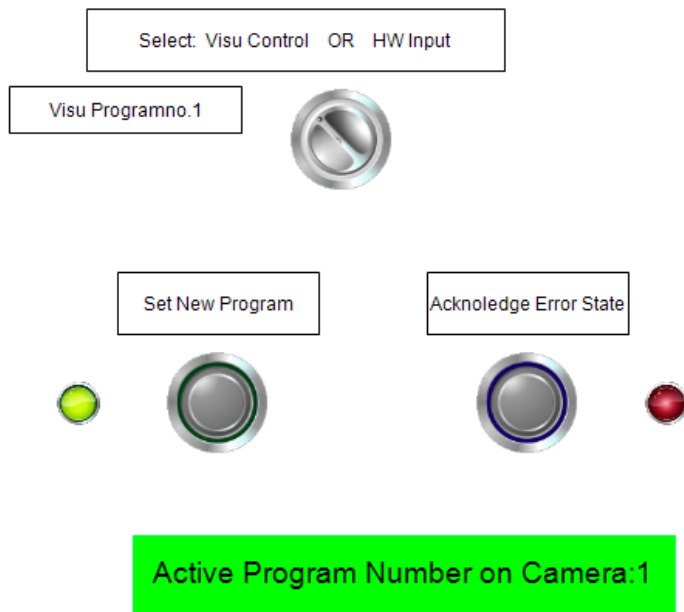 Select: Visu Control OR HW Input
Visu Programno.1
Set New Program
Acknoledge Error State
Active Program Number on Camera:1